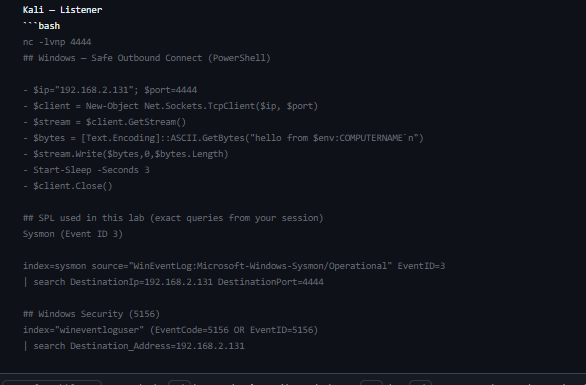 Kali — Listener
```bash
nc -lvnp 4444
## Windows — Safe Outbound Connect (PowerShell)
- $ip="192.168.2.131"; $port=4444
- $client = New-Object Net.Sockets.TcpClient($ip, $port)
- $stream = $client.GetStream()
- $bytes = [Text.Encoding]::ASCII.GetBytes("hello from $env:COMPUTERNAME`n")
- $stream.Write($bytes,0,$bytes.Length)
- Start-Sleep -Seconds 3
- $client.Close()
## SPL used in this lab (exact queries from your session)
Sysmon (Event ID 3)
index=sysmon source="WinEventLog:Microsoft-Windows-Sysmon/Operational" EventID=3
| search DestinationIp=192.168.2.131 DestinationPort=4444
## Windows Security (5156)
index="wineventloguser" (EventCode=5156 OR EventID=5156)
| search Destination_Address=192.168.2.131